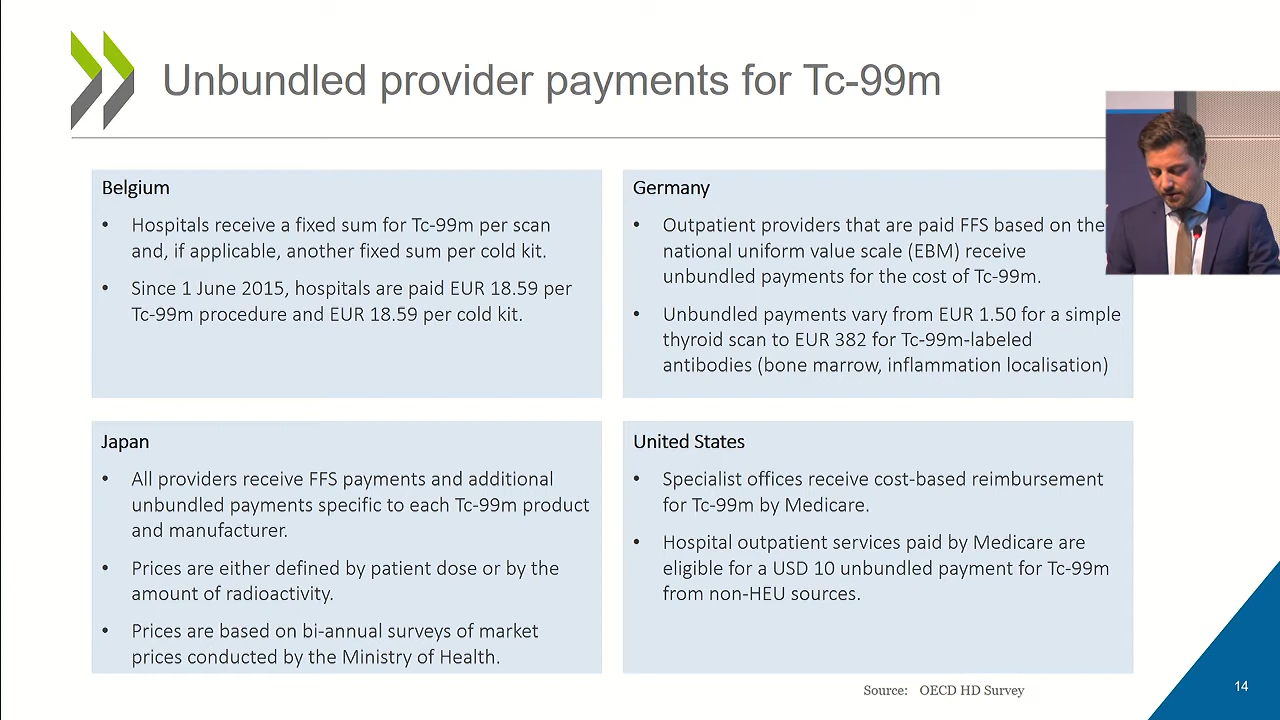 Unbundled provider payments for Tc-99m
Belgium
• Hospitals receive a fixed sum for Tc-99m per scan
and, if applicable, another fixed sum per cold kit.
• Since 1 June 2015, hospitals are paid EUR 18.59 per
Tc-99m procedure and EUR 18.59 per cold kit.
Germany
• Outpatient providers that are paid FFS based on the
national uniform value scale (EBM) receive
unbundled payments for the cost of Tc-99m.
• Unbundled payments vary from EUR 1.50 for a simple
thyroid scan to EUR 382 for Tc-99m-labeled
antibodies (bone marrow, inflammation localisation)
Japan
• All providers receive FFS payments and additional
unbundled payments specific to each Tc-99m product
and manufacturer.
• Prices are either defined by patient dose or by the
amount of radioactivity.
• Prices are based on bi-annual surveys of market
prices conducted by the Ministry of Health.
United States
• Specialist offices receive cost-based reimbursement
for Tc-99m by Medicare.
• Hospital outpatient services paid by Medicare are
eligible for a USD 10 unbundled payment for Tc-99m
from non-HEU sources.
Source: OECD HD Survey
14